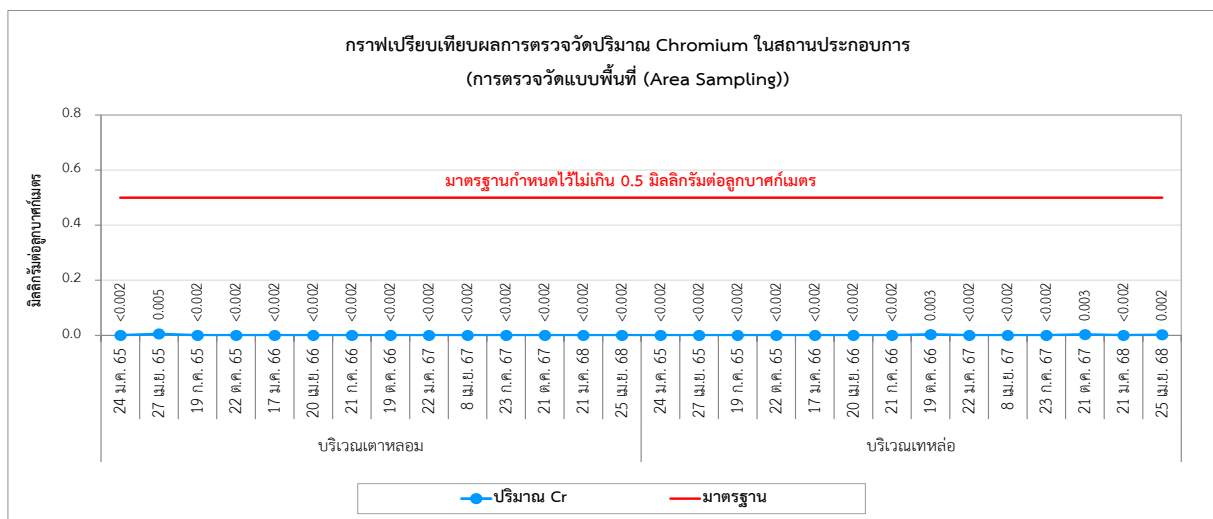 กราฟเปรียบเทียบผลการตรวจวัดปริมาณ Chromium ในสถานประกอบการ
(การตรวจวัดแบบพื้นที่ (Area Sampling))
มิลลิกรัมต่อลูกบาศก์เมตร
0.8
0.6
0.4
0.2
0.0
มาตรฐานกำหนดไว้ไม่เกิน 0.5 มิลลิกรัมต่อลูกบาศก์เมตร
<0.002 0.005 <0.002 <0.002 <0.002 <0.002 <0.002 <0.002 <0.002 <0.002 <0.002 <0.002 <0.002 <0.002 <0.002 <0.002 <0.002 <0.002 <0.002 <0.002 <0.002 0.003 <0.002 <0.002 <0.002 0.003 <0.002 0.002
24 ม.ค. 65 27 เม.ย. 65 19 ก.ค. 65 22 ต.ค. 65 17 ม.ค. 66 20 เม.ย. 66 21 ก.ค. 66 19 ต.ค. 66 22 ม.ค. 67 8 เม.ย. 67 23 ก.ค. 67 21 ต.ค. 67 21 ม.ค. 68 25 เม.ย. 68 24 ม.ค. 65 27 เม.ย. 65 19 ก.ค. 65 22 ต.ค. 65 17 ม.ค. 66 20 เม.ย. 66 21 ก.ค. 66 19 ต.ค. 66 22 ม.ค. 67 8 เม.ย. 67 23 ก.ค. 67 21 ต.ค. 67 21 ม.ค. 68 25 เม.ย. 68
บริเวณเตาหลอม บริเวณเทหล่อ
ปริมาณ Cr มาตรฐาน